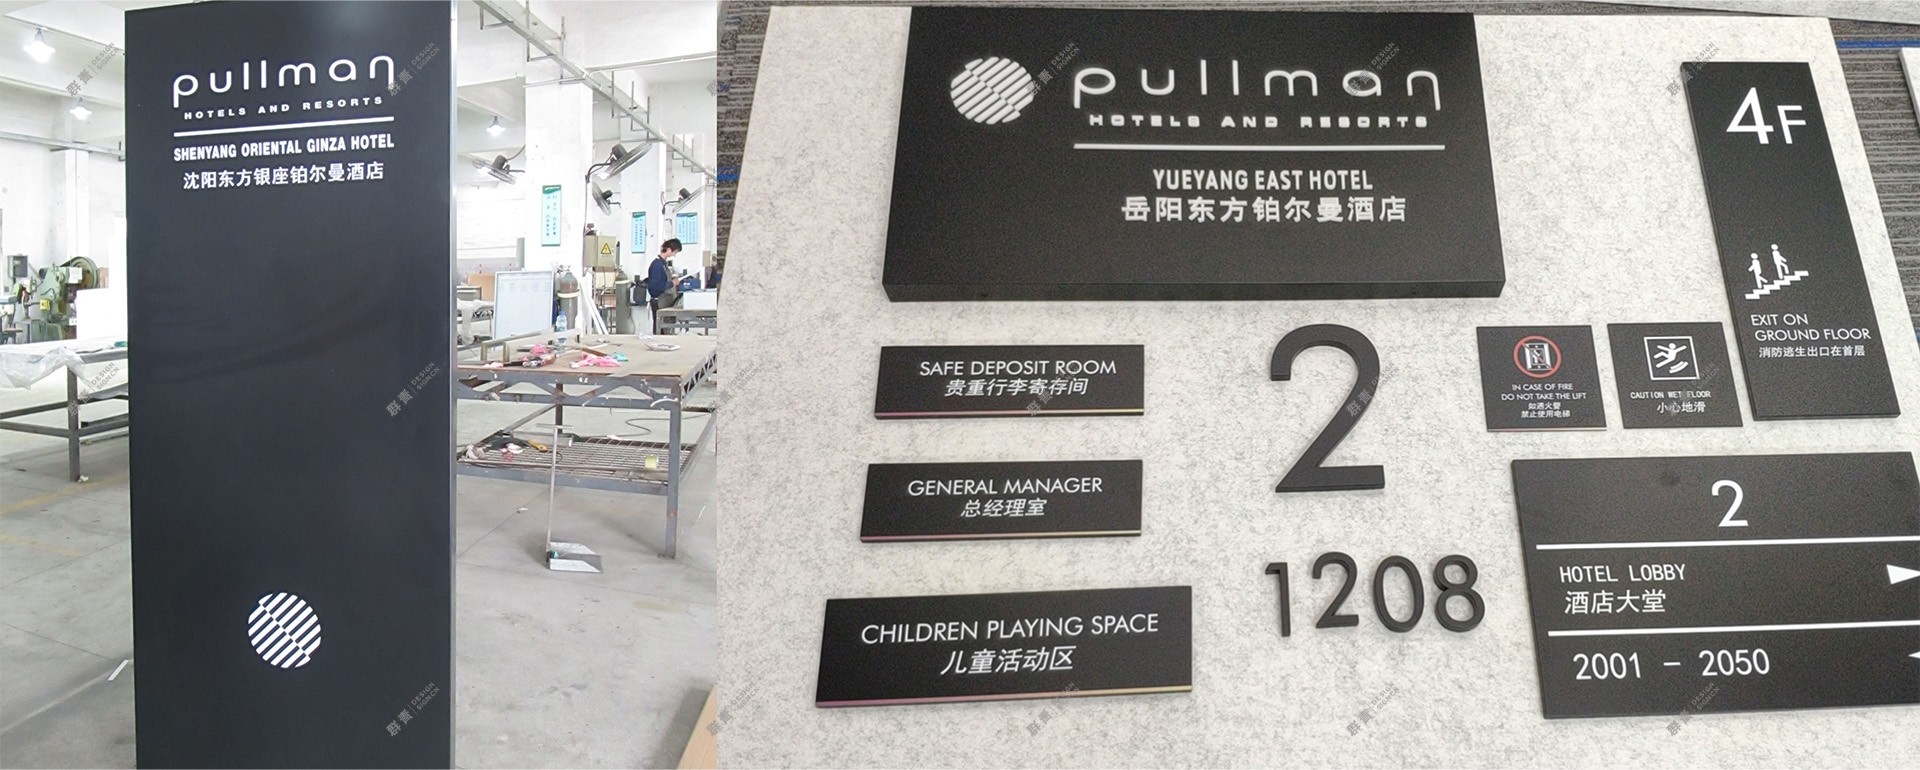 pullman
HOTELS AND RESORTS
SHENYANG ORIENTAL GINZA HOTEL
沈阳东方银座铂尔曼酒店
pullman
HOTELS AND RESORTS
YUEYANG EAST HOTEL
岳阳东方铂尔曼酒店
4F
EXIT ON
GROUND FLOOR
消防逃生出口在首层
SAFE DEPOSIT ROOM
贵重行李寄存间
GENERAL MANAGER
总经理室
CHILDREN PLAYING SPACE
儿童活动区
2
1208
IN CASE OF FIRE
DO NOT TAKE THE LIFT
如遇火警
禁止使用电梯
CAUTION WET FLOOR
小心地滑
2
HOTEL LOBBY
酒店大堂
2001 - 2050
群青 DESIGN
SIGN.CN